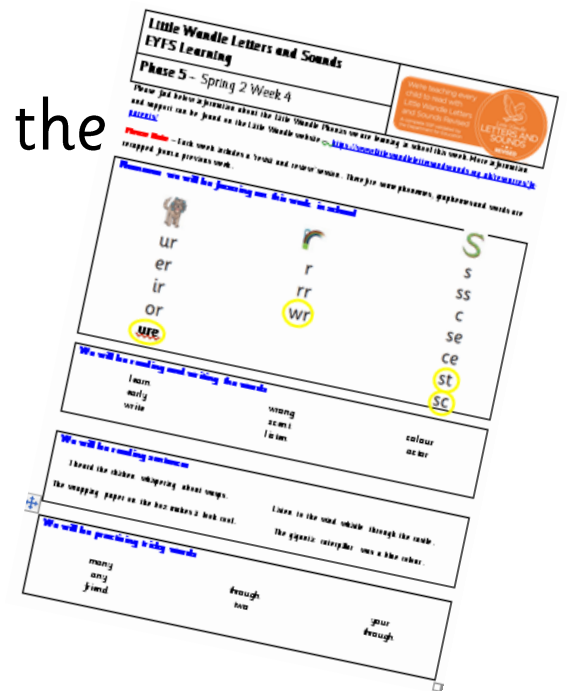 the
Little Wandle Letters and Sounds
EYFS Learning
Phase 5 – Spring 2 Week 4
We're teaching every
child to read with
Little Wandle Letters
and Sounds Revised
LETTERS AND
SOUNDS
REVISED
Please find below information about the Little Wandle Phonics we are learning in school this week. More information
and support can be found on the Little Wandle website
Please Note – Each week includes a 'revisit and review' session. Therefore some phonemes, graphemes and words are
recapped from a previous week.
Phonemes we will be focusing on this week in school
ur
er
ir
or
ure
r
rr
wr
S
s
ss
c
se
ce
st
sc
We will be reading and writing the words
learn
early
write
wrong
scent
listen
colour
actor
We will be reading sentences
I heard the children whispering about wasps.
The wrapping paper on the box makes it look cool.
Listen to the wind whistle through the castle.
The gigantic caterpillar was a blue colour.
We will be practising tricky words
many
any
friend
through
two
your
through